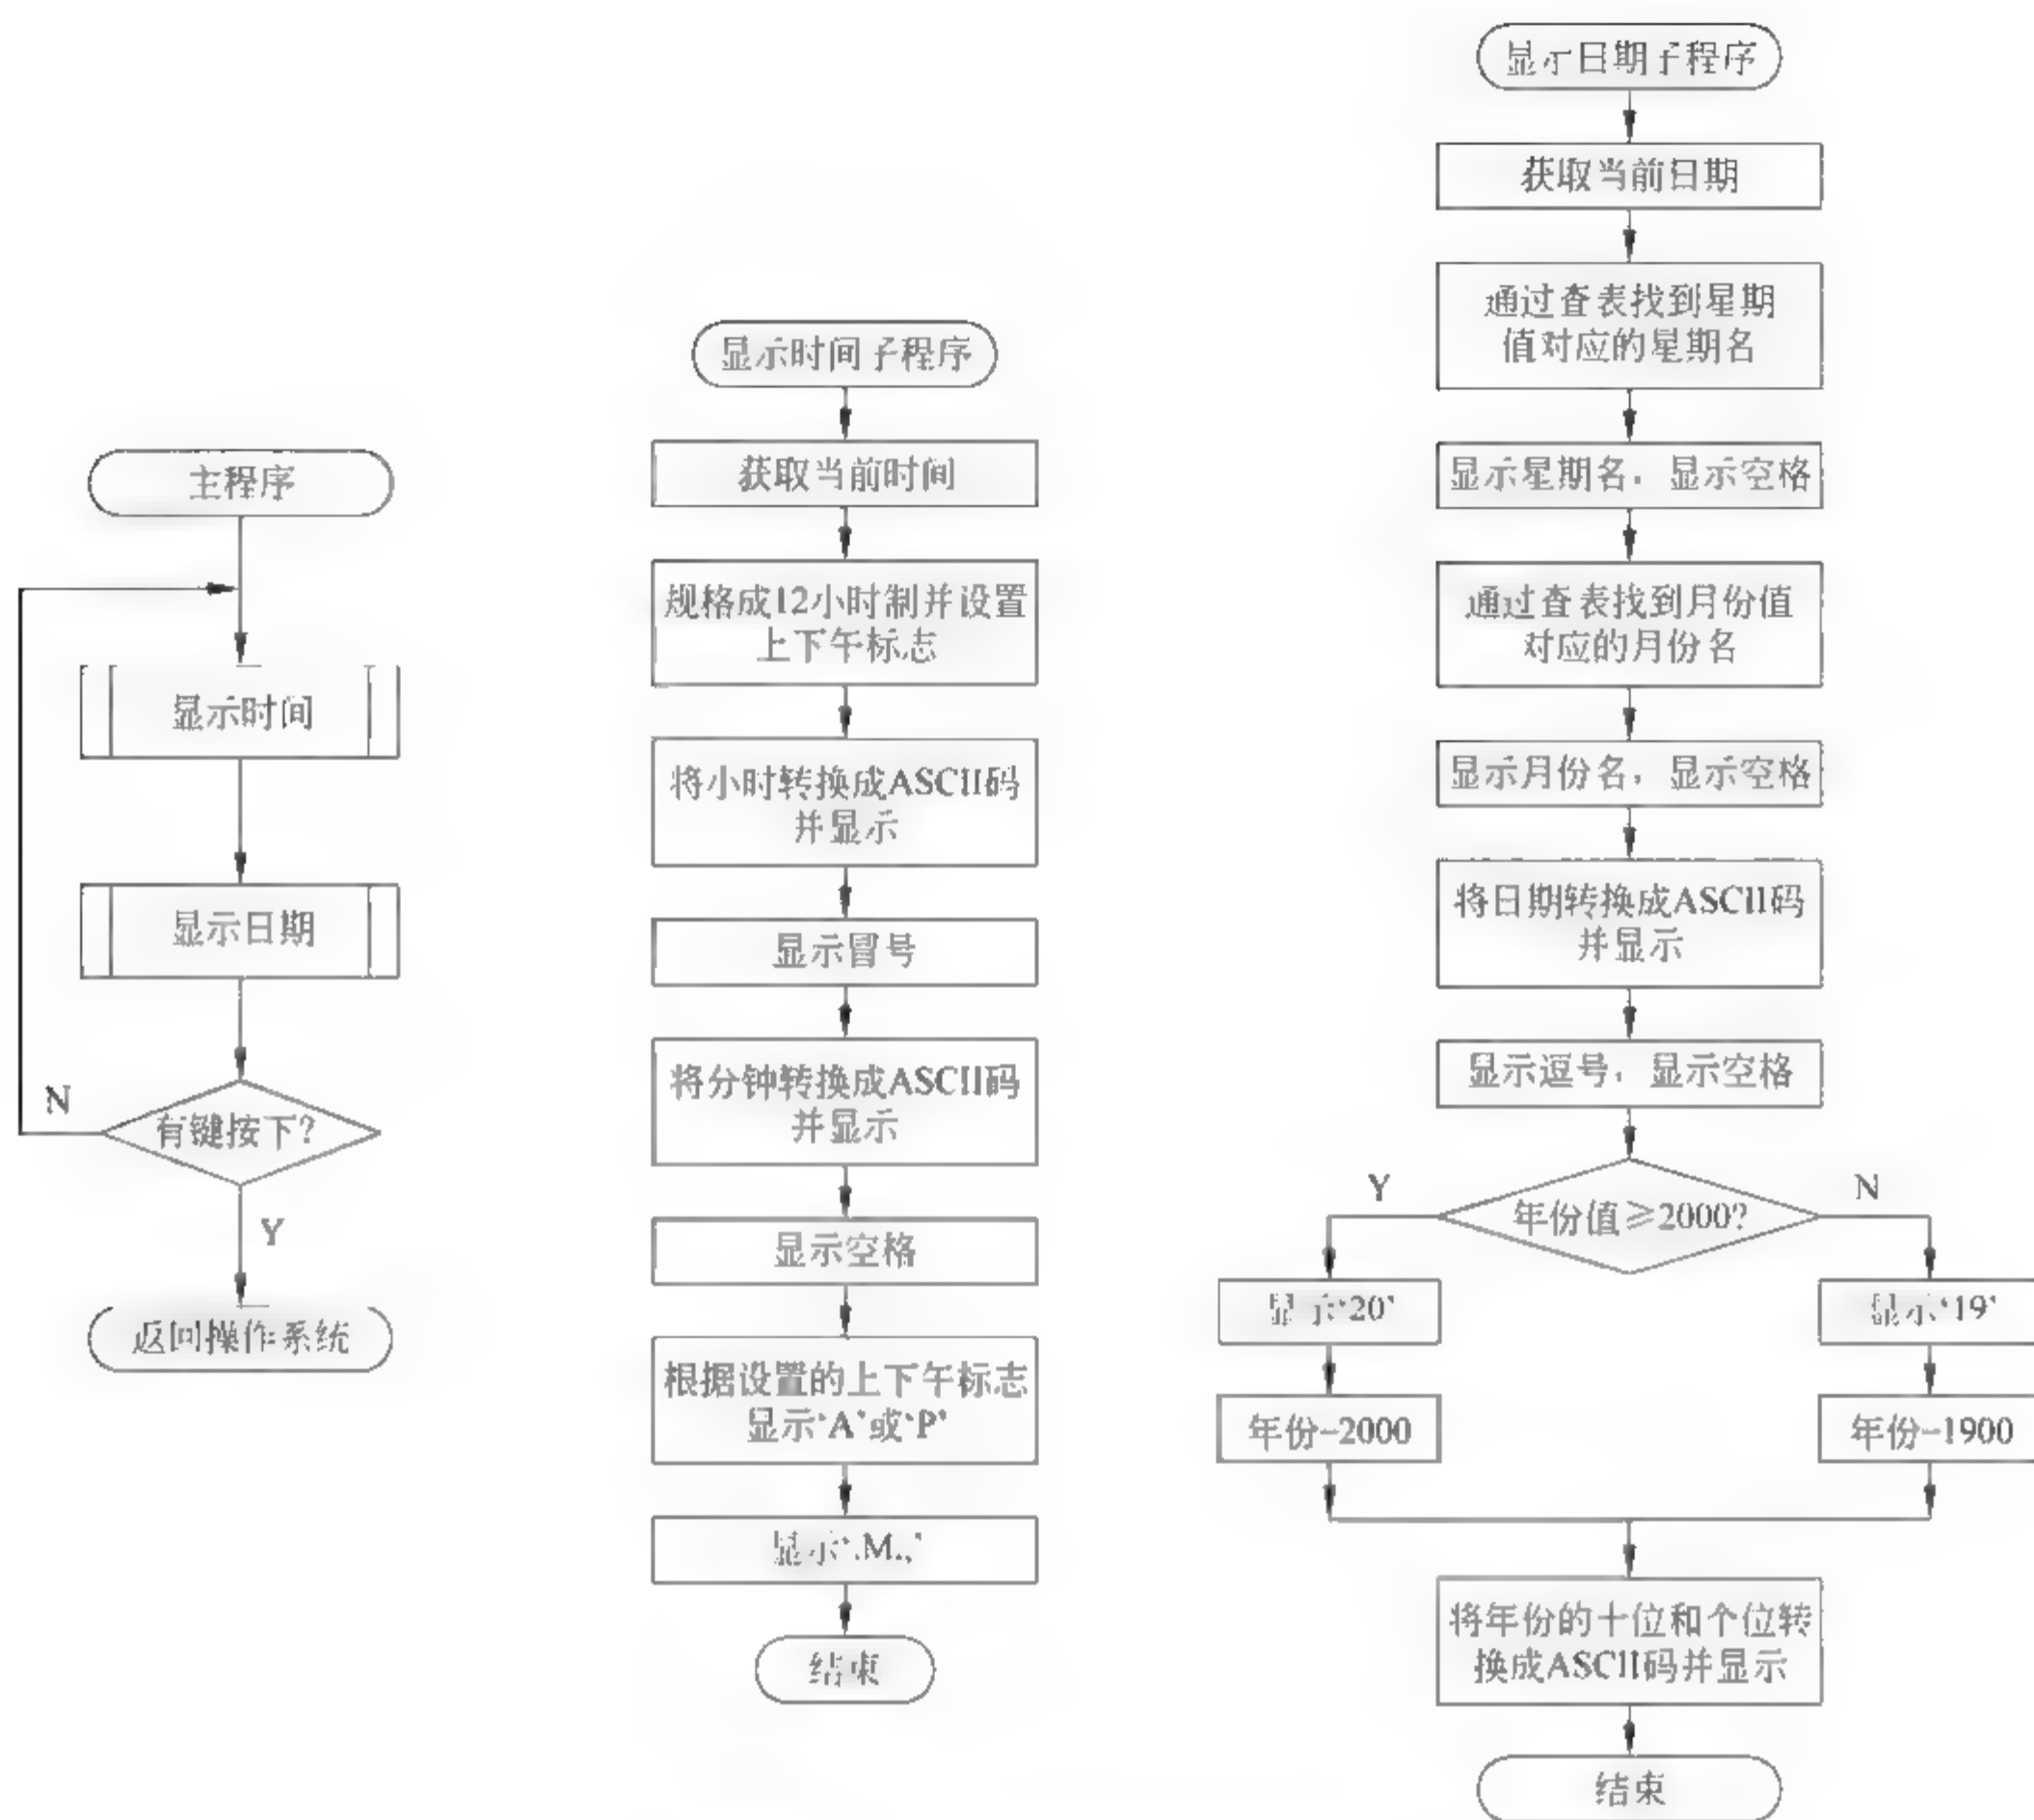 主程序
显示时间
显示日期
N
有键按下?
Y
返回操作系统
显示时间子程序
获取当前时间
规格成12小时制并设置
上下午标志
将小时转换成ASCII码
并显示
显示冒号
将分钟转换成ASCII码
并显示
显示空格
根据设置的上下午标志
显示‘A’或‘P’
显示‘.M.,’
结束
显示日期子程序
获取当前日期
通过查表找到星期
值对应的星期名
显示星期名，显示空格
通过查表找到月份值
对应的月份名
显示月份名，显示空格
将日期转换成ASCII码
并显示
显示逗号，显示空格
Y
年份值≥2000?
N
显示‘20’
显示‘19’
年份-2000
年份-1900
将年份的十位和个位转
换成ASCII码并显示
结束